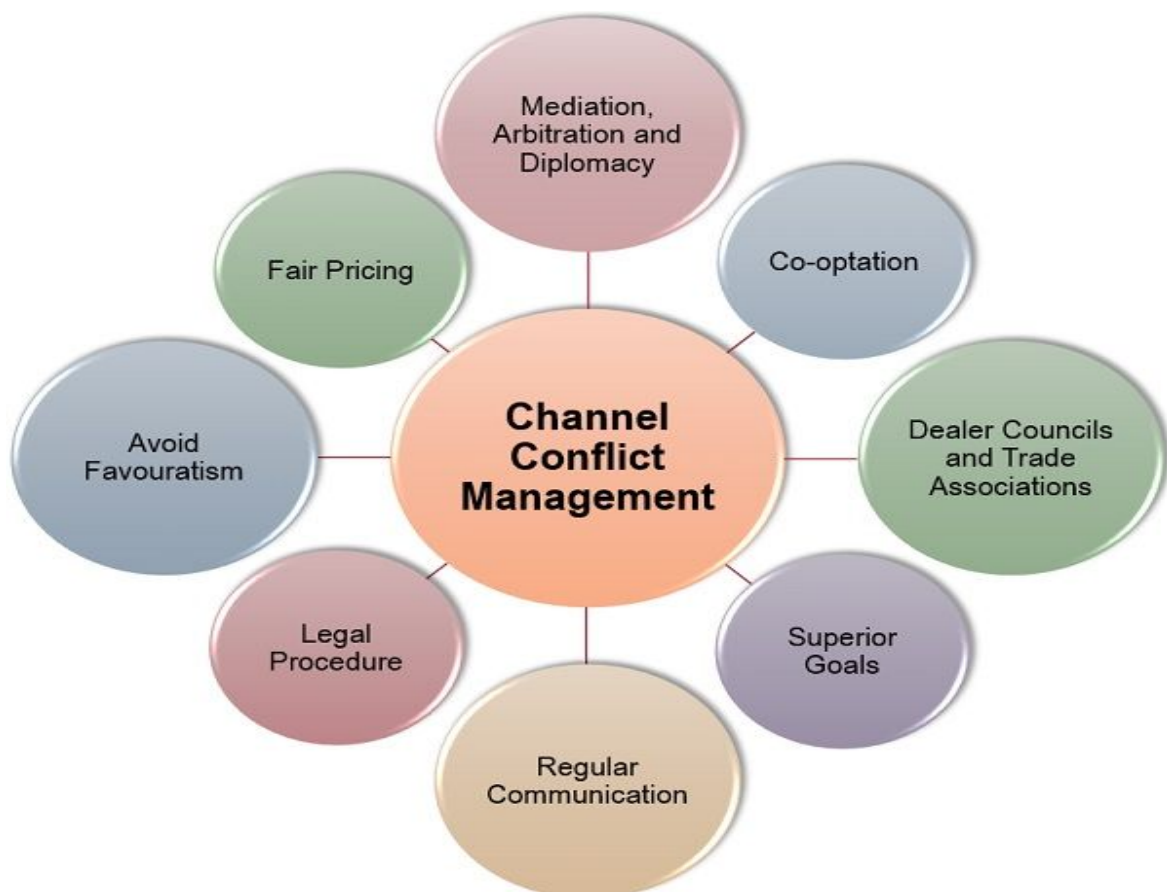 Mediation,
Arbitration and
Diplomacy
Co-optation
Dealer Councils
and Trade
Associations
Superior
Goals
Regular
Communication
Legal
Procedure
Avoid
Favouratism
Fair Pricing
Channel
Conflict
Management